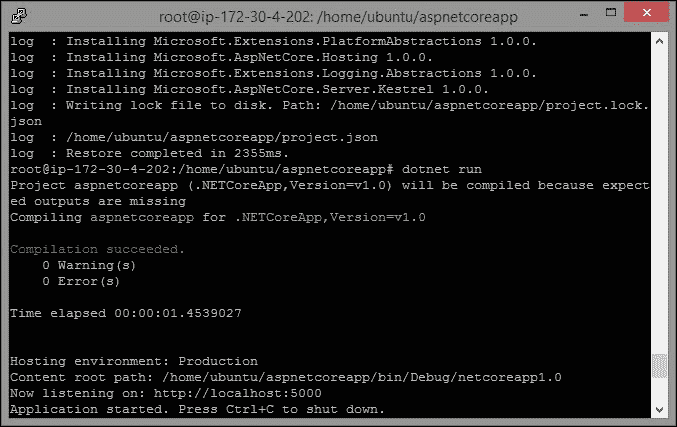 root@ip-172-30-4-202: /home/ubuntu/aspnetcoreapp
log  : Installing Microsoft.Extensions.PlatformAbstractions 1.0.0.
log  : Installing Microsoft.AspNetCore.Hosting 1.0.0.
log  : Installing Microsoft.Extensions.Logging.Abstractions 1.0.0.
log  : Installing Microsoft.AspNetCore.Server.Kestrel 1.0.0.
log  : Writing lock file to disk. Path: /home/ubuntu/aspnetcoreapp/project.lock.
json
log  : /home/ubuntu/aspnetcoreapp/project.json
log  : Restore completed in 2355ms.
root@ip-172-30-4-202:/home/ubuntu/aspnetcoreapp# dotnet run
Project aspnetcoreapp (.NETCoreApp,Version=v1.0) will be compiled because expect
ed outputs are missing
Compiling aspnetcoreapp for .NETCoreApp,Version=v1.0
Compilation succeeded.
    0 Warning(s)
    0 Error(s)
Time elapsed 00:00:01.4539027
Hosting environment: Production
Content root path: /home/ubuntu/aspnetcoreapp/bin/Debug/netcoreapp1.0
Now listening on: http://localhost:5000
Application started. Press Ctrl+C to shut down.